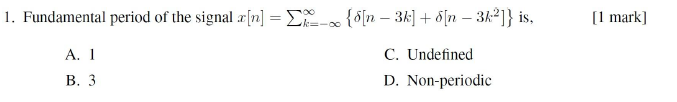 1. Fundamental period of the signal x[n] = ∑_{k=-∞}^{∞} {δ[n − 3k] + δ[n − 3k²]} is, [1 mark]
A. 1 C. Undefined
B. 3 D. Non-periodic